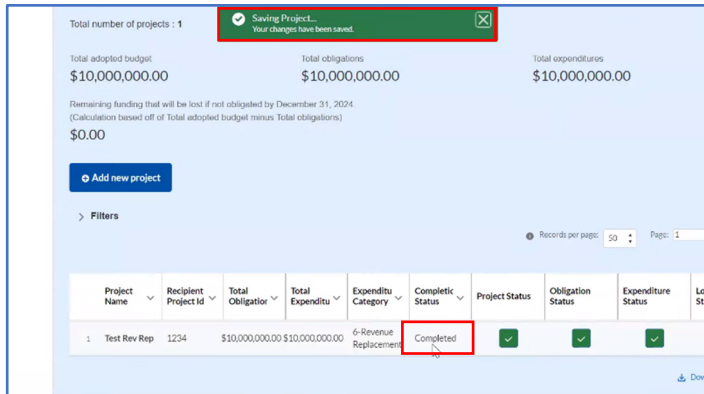 Total number of projects : 1
Saving Project...
Your changes have been saved.
Total adopted budget
Total obligations
Total expenditures
$10,000,000.00
$10,000,000.00
$10,000,000.00
Remaining funding that will be lost if not obligated by December 31, 2024.
(Calculation based off of Total adopted budget minus Total obligations)
$0.00
Add new project
Filters
Records per page:
50
Page:
1
Project Name
Recipient Project Id
Total Obligatior
Total Expenditu
Expenditu Category
Completic Status
Project Status
Obligation Status
Expenditure Status
Lo St
1 Test Rev Rep 1234 $10,000,000.00 $10,000,000.00 6-Revenue Replacement Completed
Dov